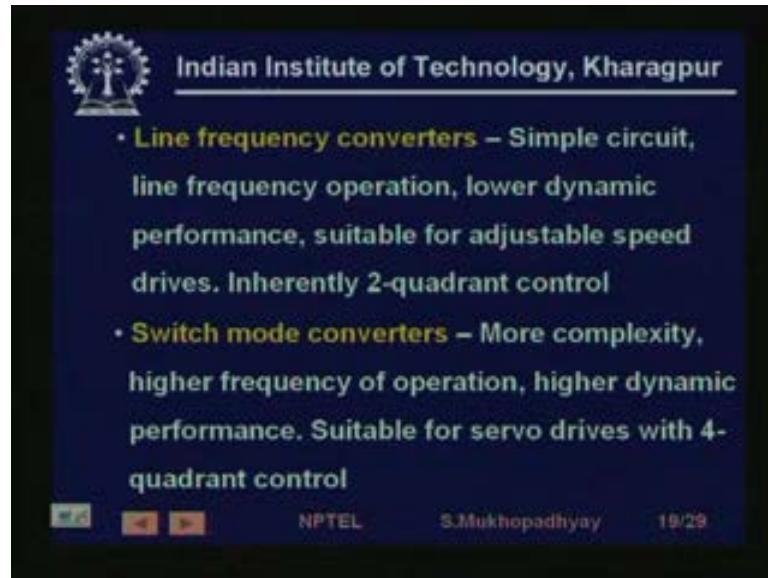 Indian Institute of Technology, Kharagpur
• Line frequency converters – Simple circuit,
line frequency operation, lower dynamic
performance, suitable for adjustable speed
drives. Inherently 2-quadrant control
• Switch mode converters – More complexity,
higher frequency of operation, higher dynamic
performance. Suitable for servo drives with 4-
quadrant control
NPTEL S.Mukhopadhyay 19/29